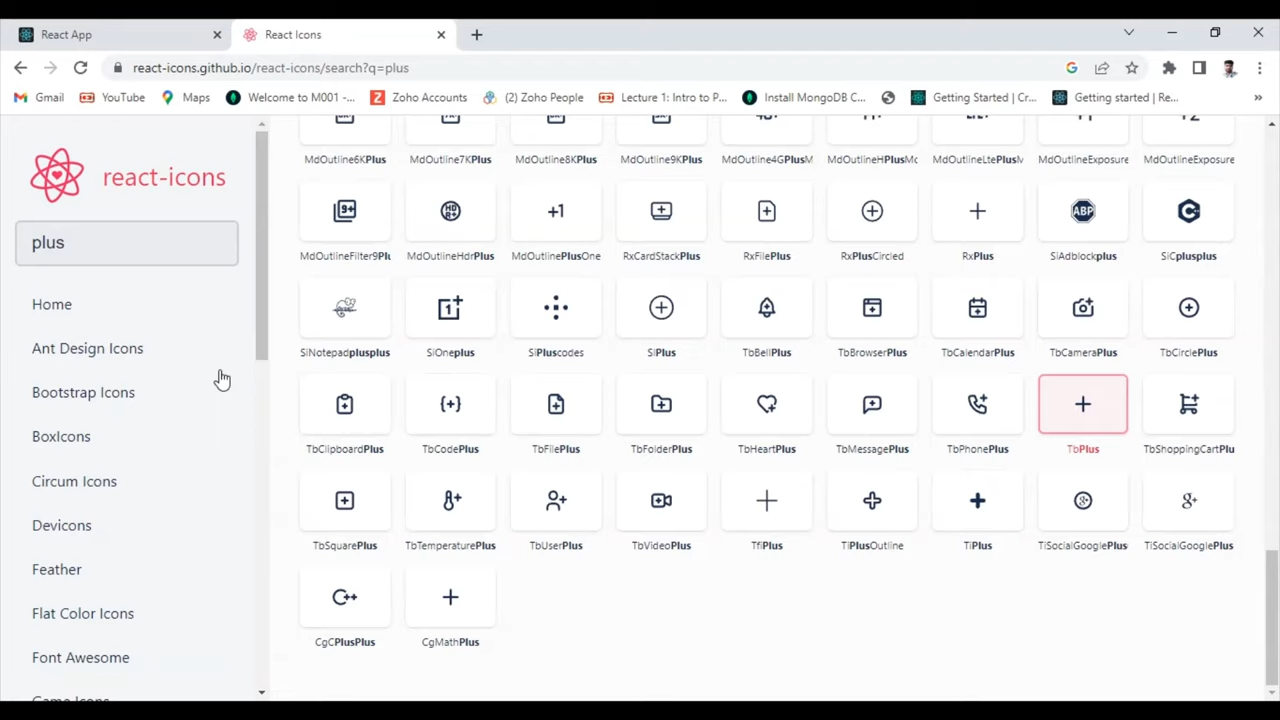 React App
React Icons
react-icons.github.io/react-icons/search?q=plus
Gmail
YouTube
Maps
Welcome to M001 -...
Zoho Accounts
(2) Zoho People
Lecture 1: Intro to P...
Install MongoDB C...
Getting Started | Cr...
Getting started | Re...
»
react-icons
plus
Home
Ant Design Icons
Bootstrap Icons
BoxIcons
Circum Icons
Devicons
Feather
Flat Color Icons
Font Awesome
MdOutline6KPlus MdOutline7KPlus MdOutline8KPlus MdOutline9KPlus MdOutline4GPlusM MdOutlineHPlusMo MdOutlineLtePlusM MdOutlineExposure MdOutlineExposure
9+ HD R+ +1 ABP C
MdOutlineFilter9Plu MdOutlineHdrPlus MdOutlinePlusOne RxCardStackPlus RxFilePlus RxPlusCircled RxPlus SiAdblockplus SiCplusplus
1
SiNotepadplusplus SiOneplus SiPluscodes SiPlus TbBellPlus TbBrowserPlus TbCalendarPlus TbCameraPlus TbCirclePlus
{+}
TbClipboardPlus TbCodePlus TbFilePlus TbFolderPlus TbHeartPlus TbMessagePlus TbPhonePlus TbPlus TbShoppingCartPlu
g+ g+
TbSquarePlus TbTemperaturePlus TbUserPlus TbVideoPlus TfiPlus TiPlusOutline TiPlus TiSocialGooglePlus TiSocialGooglePlus
C++
CgCPlusPlus CgMathPlus